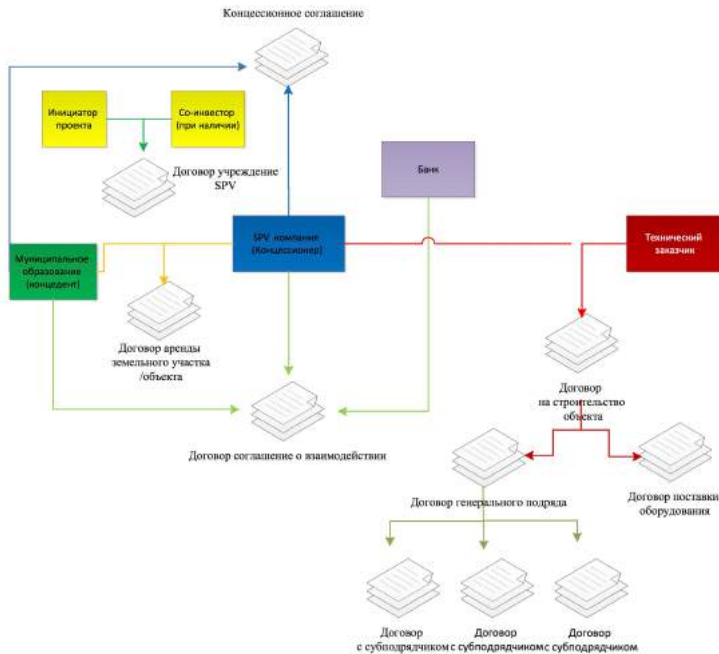 Концессионное соглашение
Инициатор
проекта
Со-инвестор
(при наличии)
Договор учреждение
SPV
Банк
Муниципальное
образование
(концедент)
SPV компания
(Концессионер)
Технический
заказчик
Договор аренды
земельного участка
/объекта
Договор
на строительство
объекта
Договор соглашение о взаимодействии
Договор генерального подряда
Договор поставки
оборудования
Договор
с субподрядчиком
Договор
с субподрядчиком
Договор
с субподрядчиком